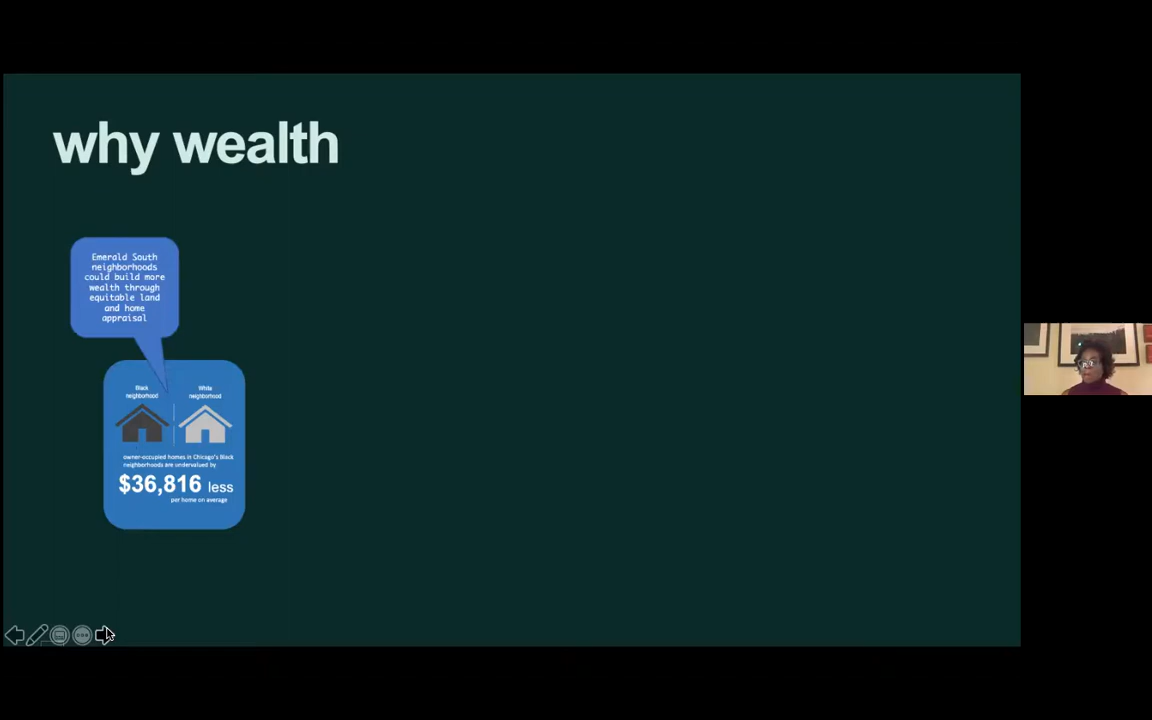 why wealth
Emerald South
neighborhoods
could build more
wealth through
equitable land
and home
appraisal
Black
neighborhood
White
neighborhood
owner-occupied homes in Chicago's Black
neighborhoods are undervalued by
$36,816 less
per home on average